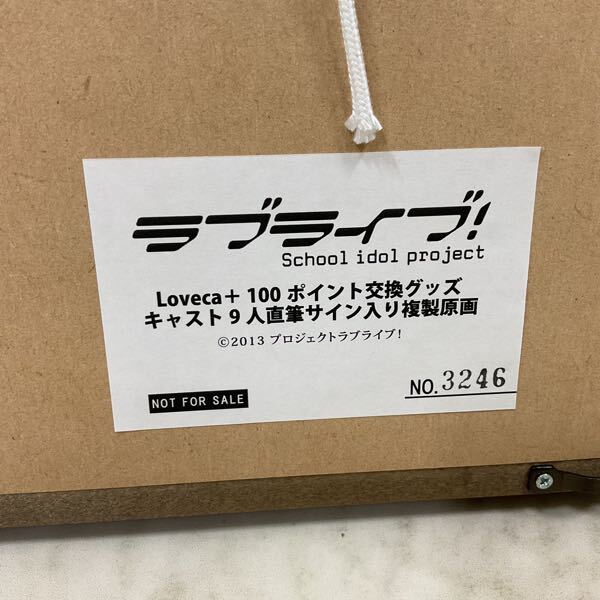 ラブライブ!
School idol project
Loveca+ 100 ポイント交換グッズ
キャスト9人直筆サイン入り複製原画
©2013 プロジェクトラブライブ!
NOT FOR SALE
NO. 3246